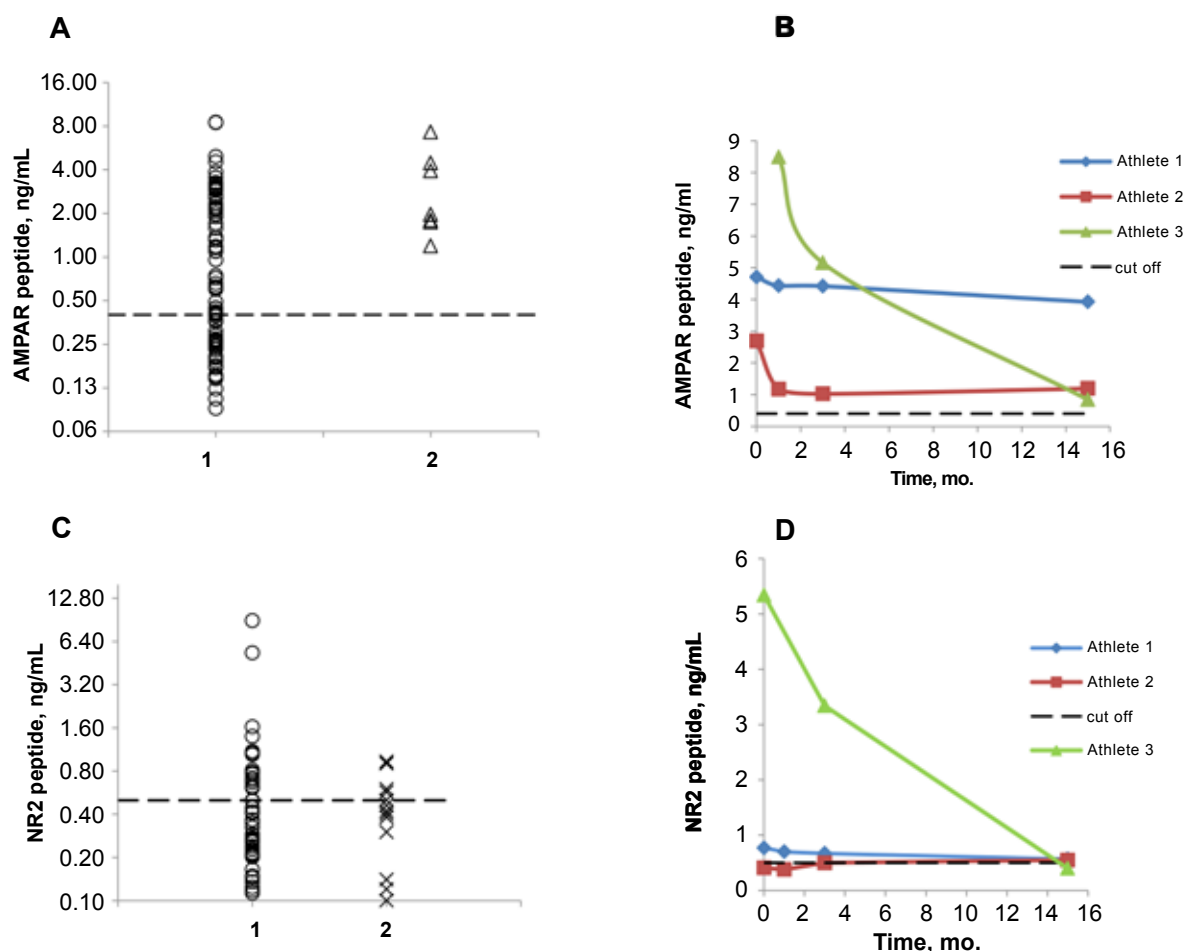 A
16.00
8.00
4.00
2.00
1.00
0.50
0.25
0.13
0.06
AMPAR peptide, ng/mL
1 2
B
9
8
7
6
5
4
3
2
1
0
AMPAR peptide, ng/ml
0 2 4 6 8 10 12 14 16
Time, mo.
Athlete 1
Athlete 2
Athlete 3
cut off
C
12.80
6.40
3.20
1.60
0.80
0.40
0.20
0.10
NR2 peptide, ng/mL
1 2
D
6
5
4
3
2
1
0
NR2 peptide, ng/mL
0 2 4 6 8 10 12 14 16
Time, mo.
Athlete 1
Athlete 2
cut off
Athlete 3